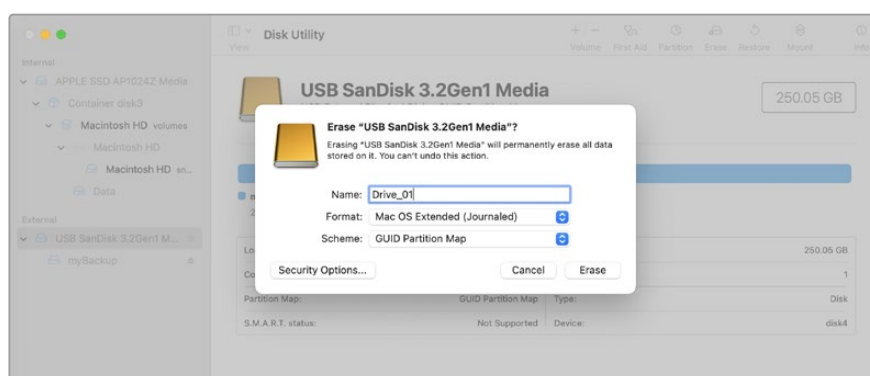 Disk Utility
View
Volume First Aid Partition Erase Restore Mount
Internal
APPLE SSD AP1024Z Media
Container disk3
Macintosh HD volumes
Macintosh HD
Macintosh HD sn...
Data
External
USB SanDisk 3.2Gen1 M...
myBackup
USB SanDisk 3.2Gen1 Media
250.05 GB
Erase “USB SanDisk 3.2Gen1 Media”?
Erasing “USB SanDisk 3.2Gen1 Media” will permanently erase all data
stored on it. You can’t undo this action.
Name: Drive_01
Format: Mac OS Extended (Journaled)
Scheme: GUID Partition Map
Security Options... Cancel Erase
250.05 GB
1
Partition Map: GUID Partition Map Type: Disk
S.M.A.R.T. status: Not Supported Device: disk4